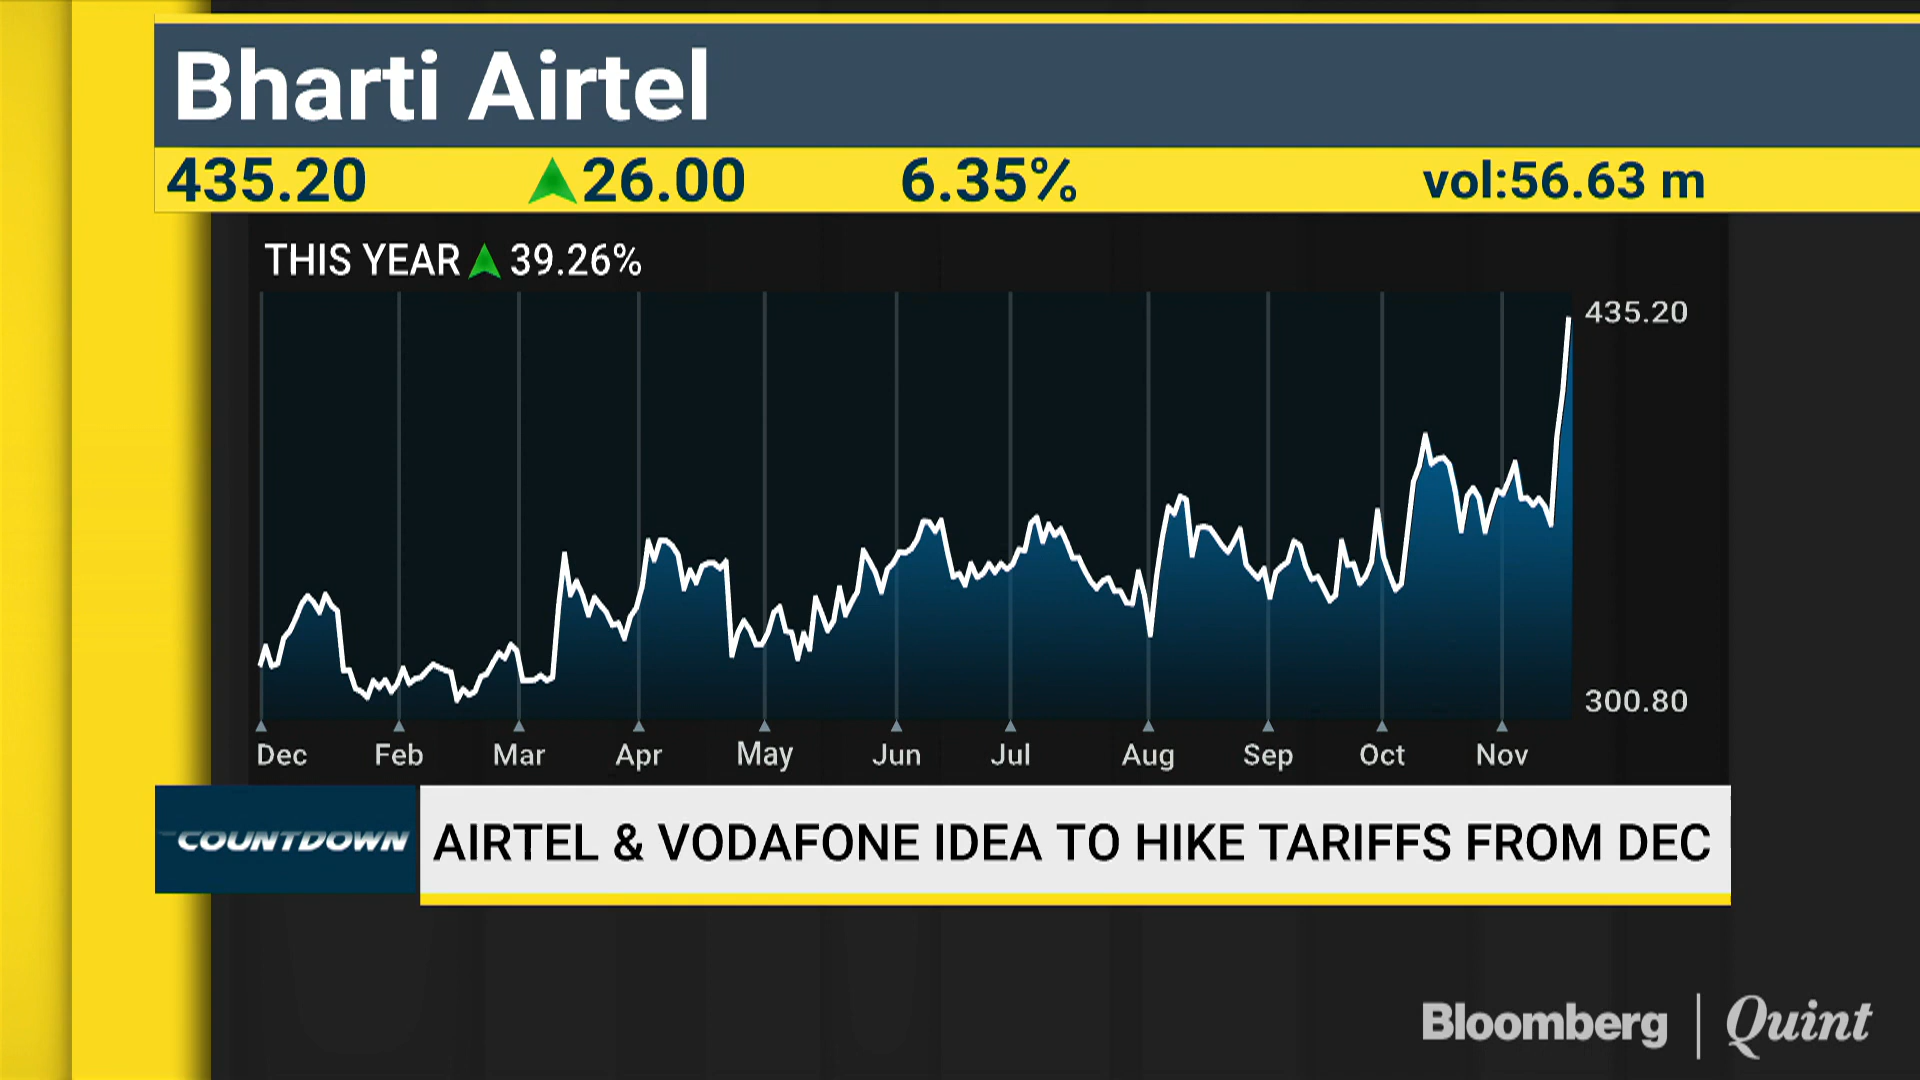 Bharti Airtel
435.20 ▲26.00 6.35% vol:56.63 m
THIS YEAR ▲ 39.26%
435.20
300.80
Dec Feb Mar Apr May Jun Jul Aug Sep Oct Nov
COUNTDOWN
AIRTEL & VODAFONE IDEA TO HIKE TARIFFS FROM DEC
Bloomberg | Quint